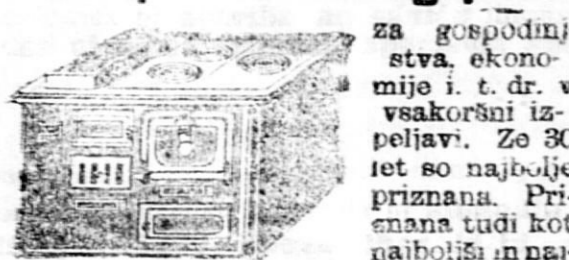 za gospodinj
stva, ekono-
mije i. t. dr. v
vsakoršni iz-
peljavi. Že 30
let so najbolje
priznana. Pri-
znana tudi kot
najboljši in naj-